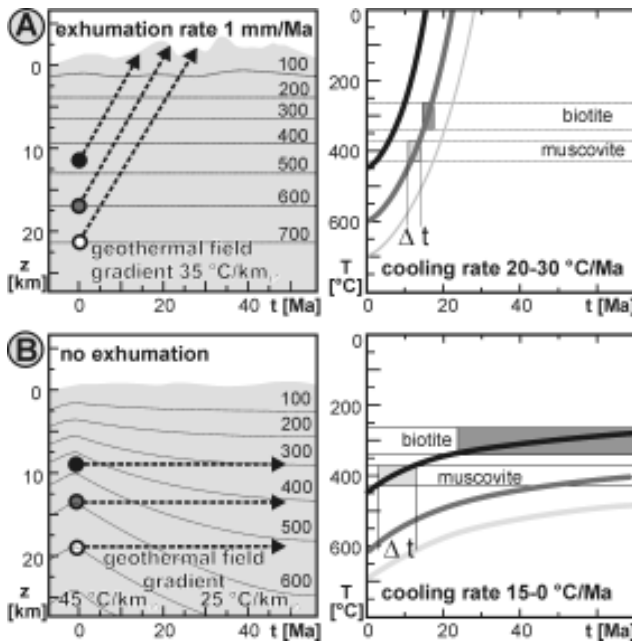 A
exhumation rate 1 mm/Ma
0
10
20
z
[km]
100
200
300
400
500
600
700
geothermal field
gradient 35 °C/km
0
20
40
t [Ma]
0
200
400
600
T
[°C]
biotite
muscovite
Δ t
cooling rate 20-30 °C/Ma
0
20
40
t [Ma]
B
no exhumation
0
10
20
z
[km]
100
200
300
400
500
600
geothermal field
gradient
45 °C/km
25 °C/km
0
20
40
t [Ma]
0
200
400
600
T
[°C]
biotite
muscovite
Δ t
cooling rate 15-0 °C/Ma
0
20
40
t [Ma]